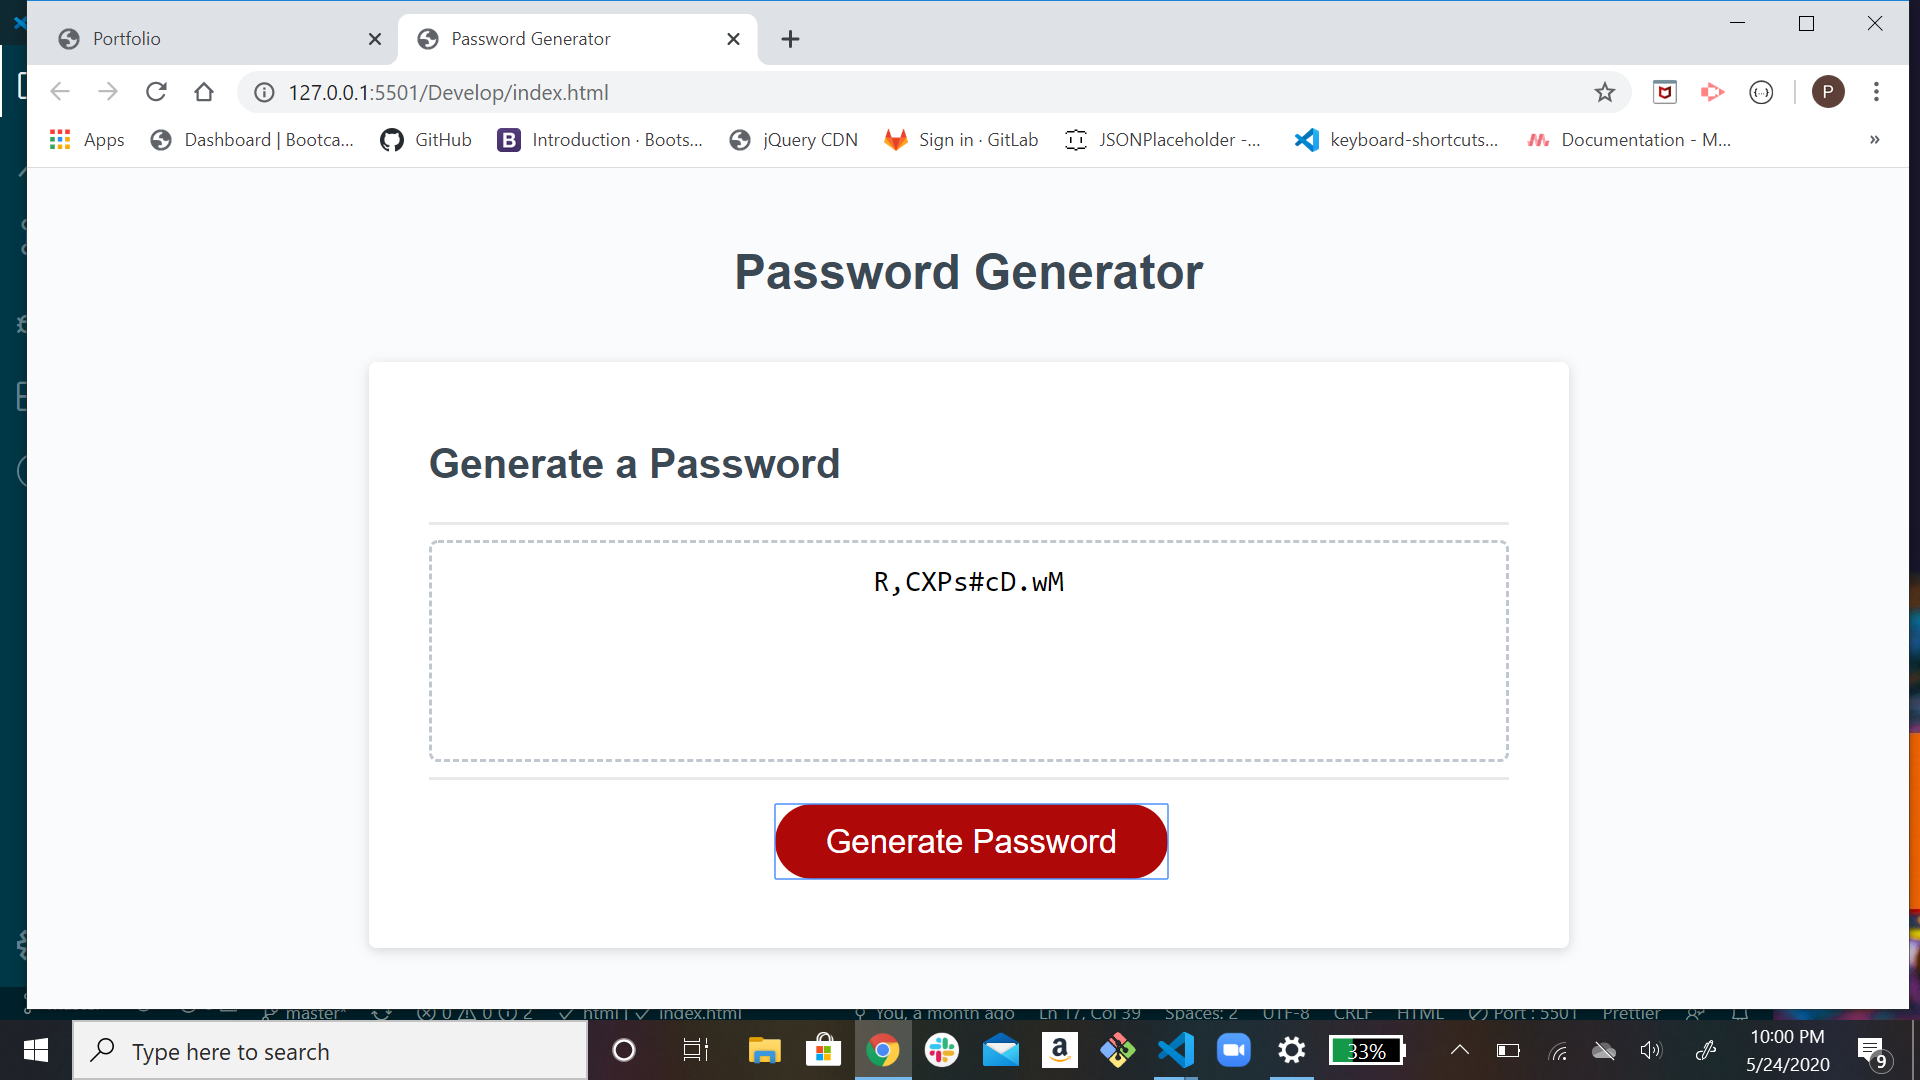 Portfolio
Password Generator
127.0.0.1:5501/Develop/index.html
P
Apps
Dashboard | Bootca...
GitHub
B
Introduction · Boots...
jQuery CDN
Sign in · GitLab
JSONPlaceholder -...
keyboard-shortcuts...
Documentation - M...
»
Password Generator
Generate a Password
R,CXPs#cD.wM
Generate Password
master* 0 0 2 html | index.html You, a month ago Ln 17, Col 39 Spaces: 2 UTF-8 CRLF HTML Port : 5501 Prettier
Type here to search
a
33%
10:00 PM
5/24/2020
9